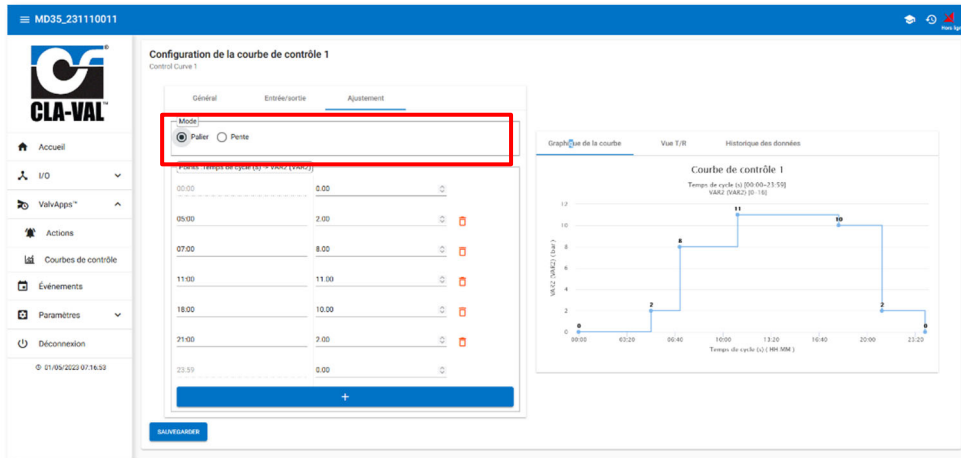 MD35_231110011
Hors lign
CLA-VAL
Accueil
I/O
ValvApps™
Actions
Courbes de contrôle
Événements
Paramètres
Déconnexion
01/05/2023 07:16:53
Configuration de la courbe de contrôle 1
Control Curve 1
Général Entrée/sortie Ajustement
Mode
Palier Pente
Points :Temps de cycle (s) -> VAR2 (VAR2)
00:00 0.00
05:00 2.00
07:00 8.00
11:00 11.00
18:00 10.00
21:00 2.00
23:59 0.00
+
SAUVEGARDER
Graphique de la courbe Vue T/R Historique des données
Courbe de contrôle 1
Temps de cycle (s) [00:00~23:59]
VAR2 (VAR2) [0~16]
VAR2 (VAR2) ( bar )
12
10
8
6
4
2
0
0
2
8
11
10
2
0
00:00 03:20 06:40 10:00 13:20 16:40 20:00 23:20
Temps de cycle (s) ( HH:MM )